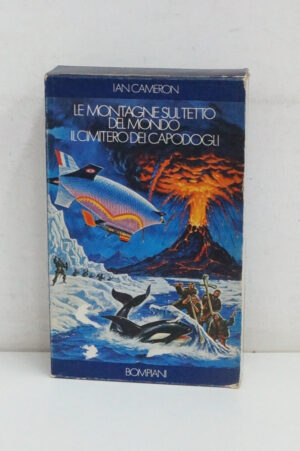 IAN CAMERON
LE MONTAGNE SUL TETTO
DEL MONDO
IL CIMITERO DEI CAPODOGLI
BOMPIANI